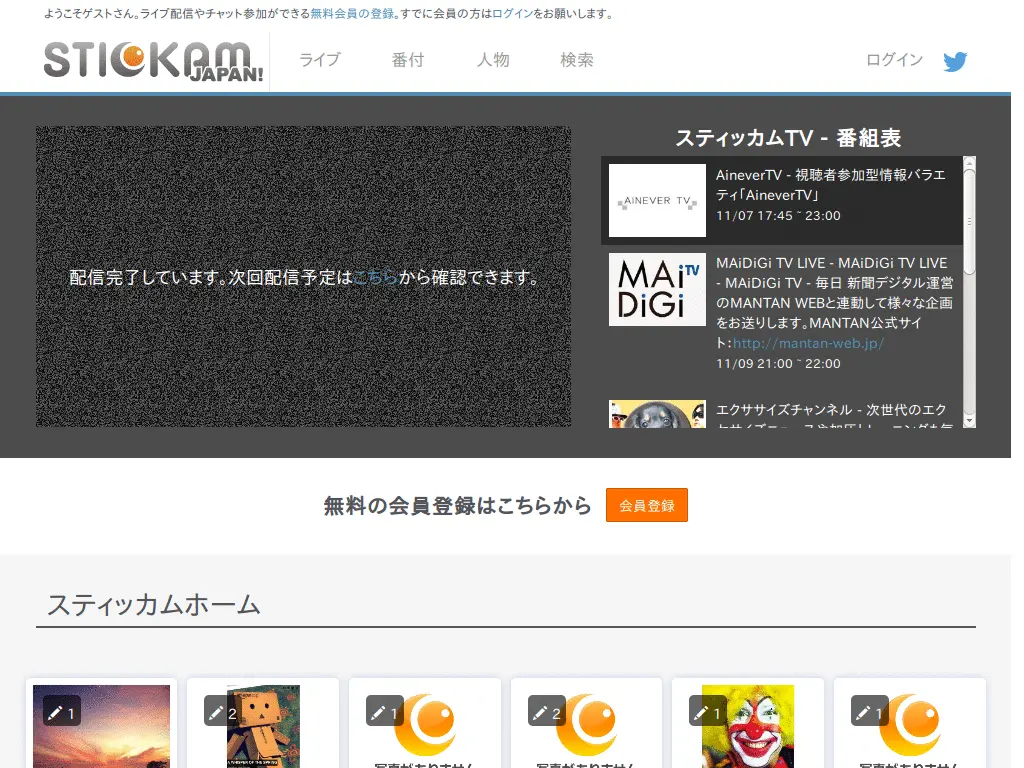 ようこそゲストさん。ライブ配信やチャット参加ができる無料会員の登録。すでに会員の方はログインをお願いします。
STICKAM JAPAN!
ライブ 番付 人物 検索 ログイン
スティッカムTV - 番組表
配信完了しています。次回配信予定はこちらから確認できます。
AINEVER TV
AineverTV - 視聴者参加型情報バラエ
ティ「AineverTV」
11/07 17:45 ~ 23:00
MAiDiGi TV
MAiDiGi TV LIVE - MAiDiGi TV LIVE
- MAiDiGi TV - 毎日 新聞デジタル運営
のMANTAN WEBと連動して様々な企画
をお送りします。MANTAN公式サイ
ト:http://mantan-web.jp/
11/09 21:00 ~ 22:00
エクササイズチャンネル - 次世代のエク
無料の会員登録はこちらから 会員登録
スティッカムホーム
1 2 1 2 1 1
A WHISPER OF THE SPRING
写真がありません 写真がありません 写真がありません